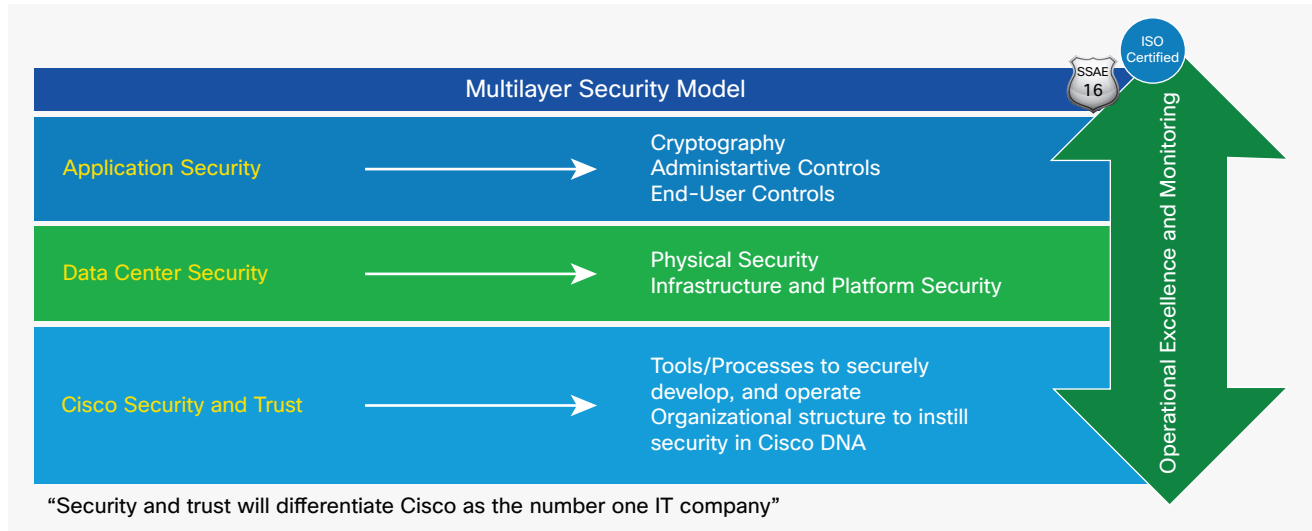 ISO
Certified
SSAE
16
Multilayer Security Model
Application Security
Cryptography
Administartive Controls
End-User Controls
Data Center Security
Physical Security
Infrastructure and Platform Security
Cisco Security and Trust
Tools/Processes to securely
develop, and operate
Organizational structure to instill
security in Cisco DNA
Operational Excellence and Monitoring
“Security and trust will differentiate Cisco as the number one IT company”